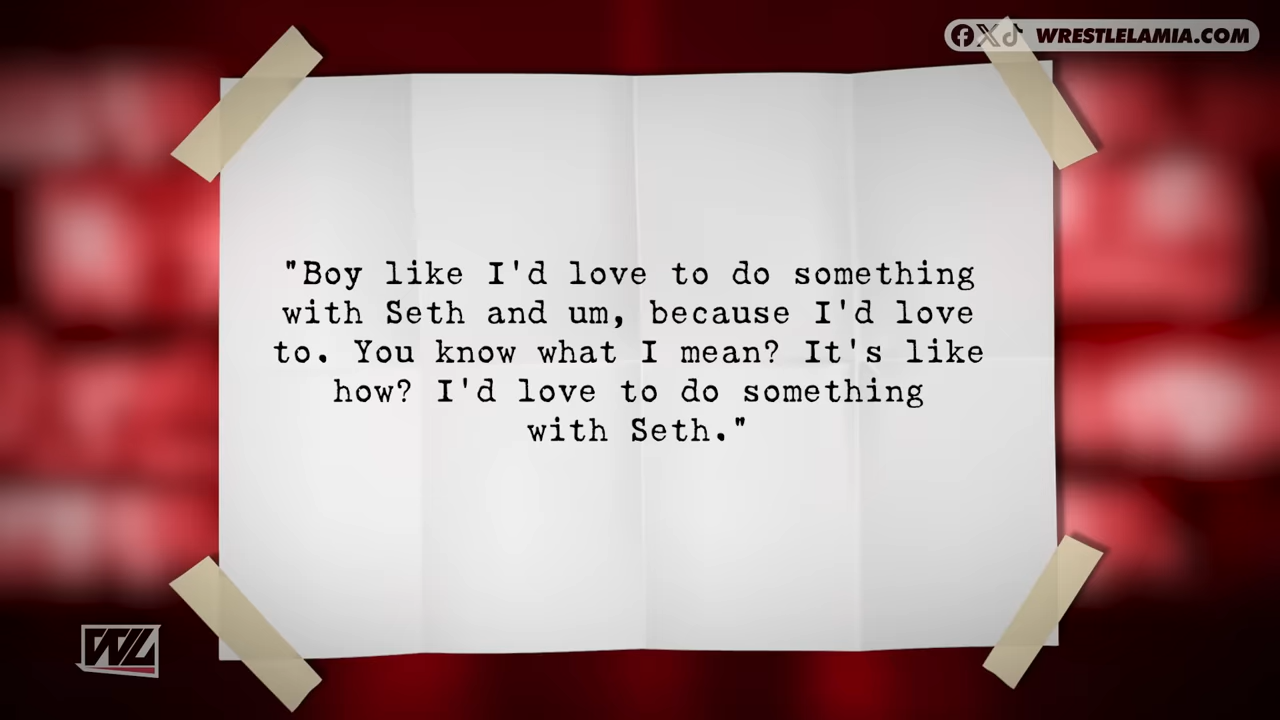 WRESTLELAMIA.COM
"Boy like I'd love to do something
with Seth and um, because I'd love
to. You know what I mean? It's like
how? I'd love to do something
with Seth."
WL